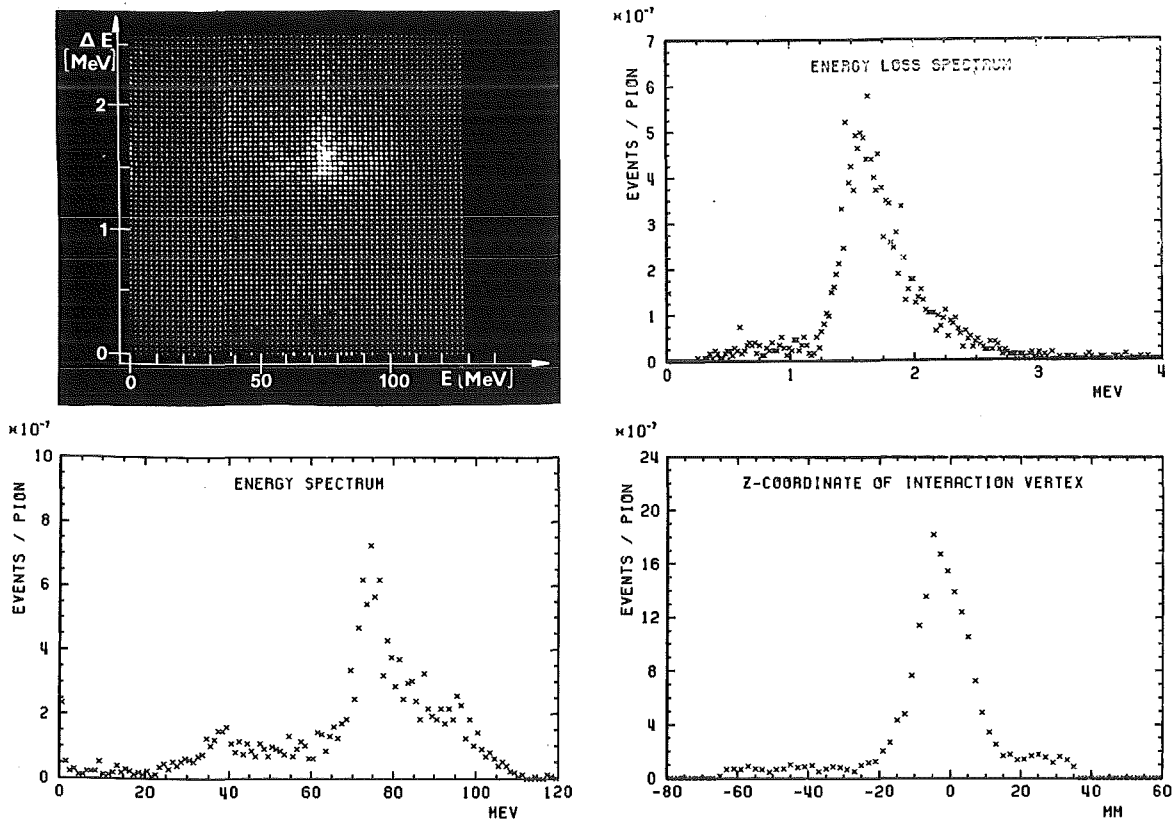 ΔE
[MeV]
2
1
0
0 50 100 E [MeV]
×10⁻⁷
ENERGY LOSS SPECTRUM
EVENTS / PION
7
6
5
4
3
2
1
0
0 1 2 3 4
MEV
×10⁻⁷
ENERGY SPECTRUM
EVENTS / PION
10
8
6
4
2
0
0 20 40 60 80 100 120
MEV
×10⁻⁷
Z-COORDINATE OF INTERACTION VERTEX
EVENTS / PION
24
20
16
12
8
4
0
-80 -60 -40 -20 0 20 40 60
MM